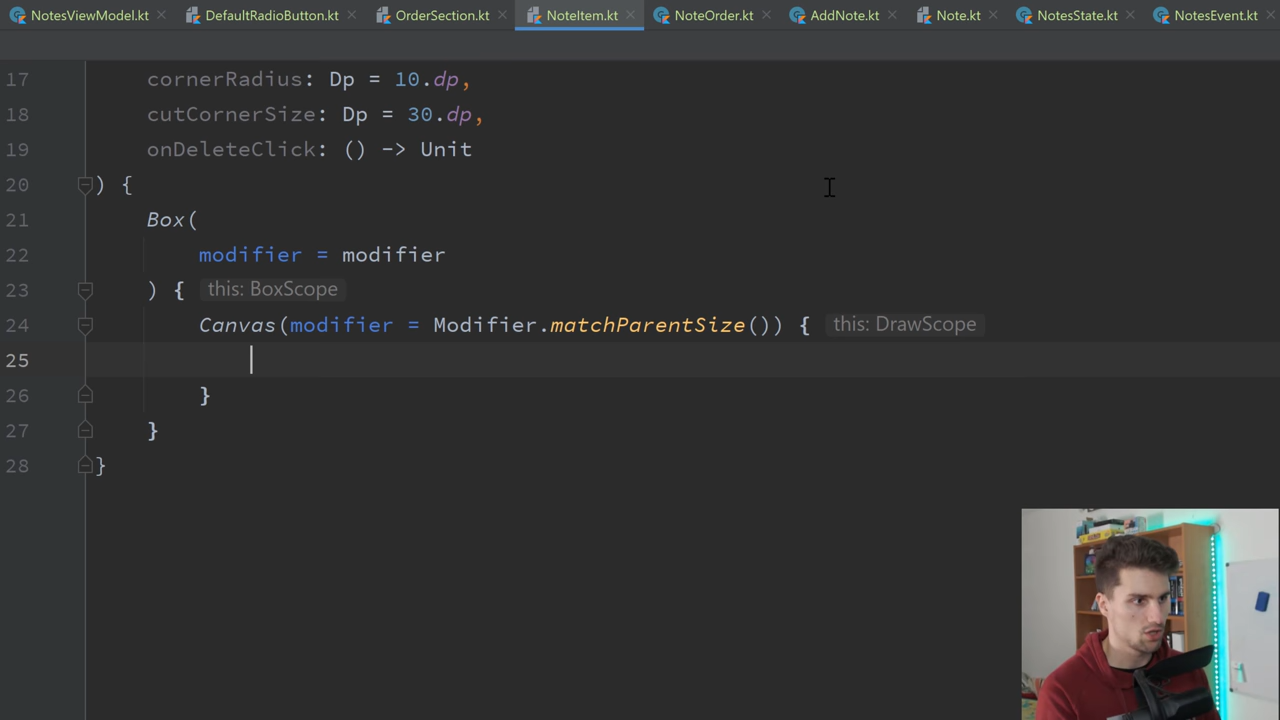 NotesViewModel.kt DefaultRadioButton.kt OrderSection.kt NoteItem.kt NoteOrder.kt AddNote.kt Note.kt NotesState.kt NotesEvent.kt
17 cornerRadius: Dp = 10.dp,
18 cutCornerSize: Dp = 30.dp,
19 onDeleteClick: () -> Unit
20 ) {
21 Box(
22 modifier = modifier
23 ) { this: BoxScope
24 Canvas(modifier = Modifier.matchParentSize()) { this: DrawScope
25
26 }
27 }
28 }